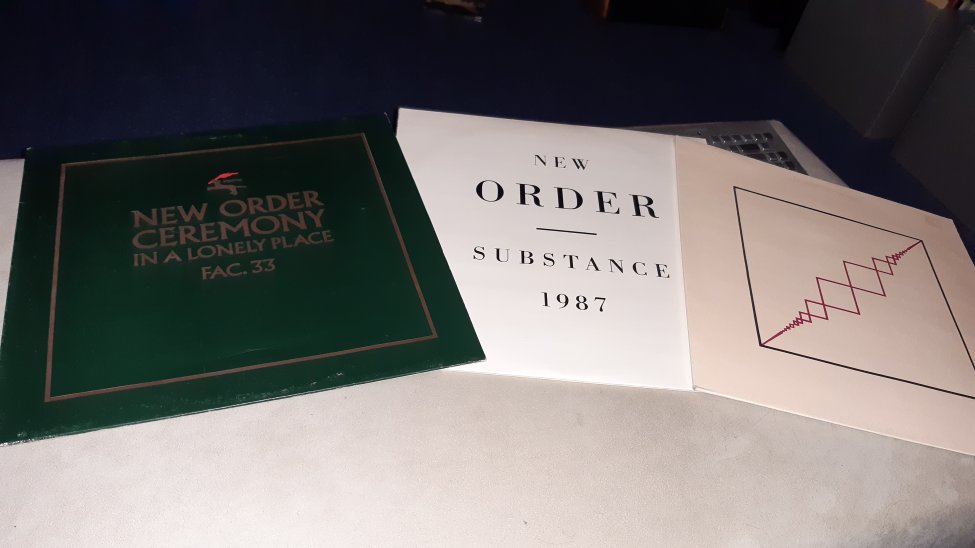 NEW ORDER
CEREMONY
IN A LONELY PLACE
FAC. 33
NEW
ORDER
SUBSTANCE
1987